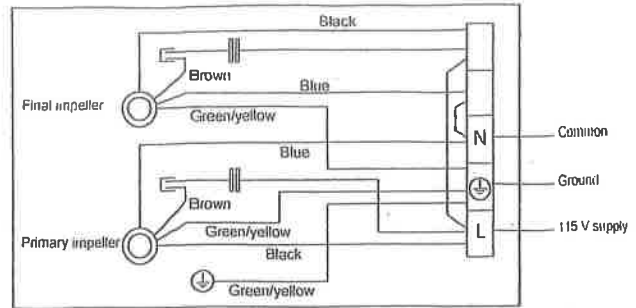 Black
Brown
Blue
Final impeller
Green/yellow
N
Common
Blue
Ground
Brown
L
115 V supply
Green/yellow
Primary impeller
Black
Green/yellow